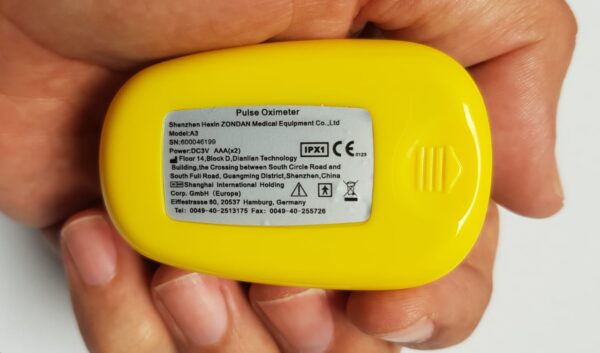 Pulse Oximeter
Shenzhen Hexin ZONDAN Medical Equipment Co.,Ltd
Model:A3
SN:600046199
Power:DC3V AAA(x2)
IPX1 CE 0123
Floor 14,Block D,Dianlian Technology
Building,the Crossing between South Circle Road and
South Fuli Road, Guangming District,Shenzhen,China
EC REP Shanghai International Holding
Corp. GmbH (Europe)
Eiffestrasse 80, 20537 Hamburg, Germany
Tel: 0049-40-2513175 Fax: 0049-40-255726